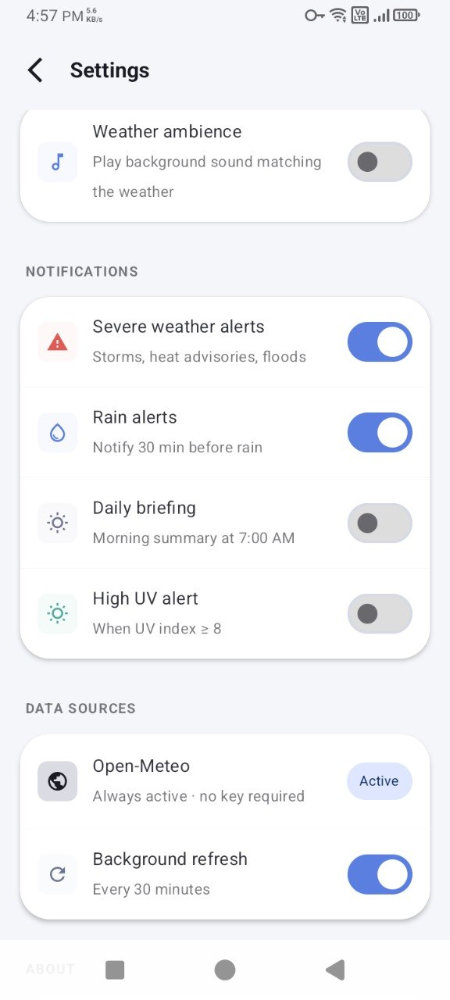 4:57 PM 5.6 KB/s Vo LTE 100
Settings
Weather ambience
Play background sound matching
the weather
NOTIFICATIONS
Severe weather alerts
Storms, heat advisories, floods
Rain alerts
Notify 30 min before rain
Daily briefing
Morning summary at 7:00 AM
High UV alert
When UV index ≥ 8
DATA SOURCES
Open-Meteo
Active
Always active · no key required
Background refresh
Every 30 minutes
ABOUT